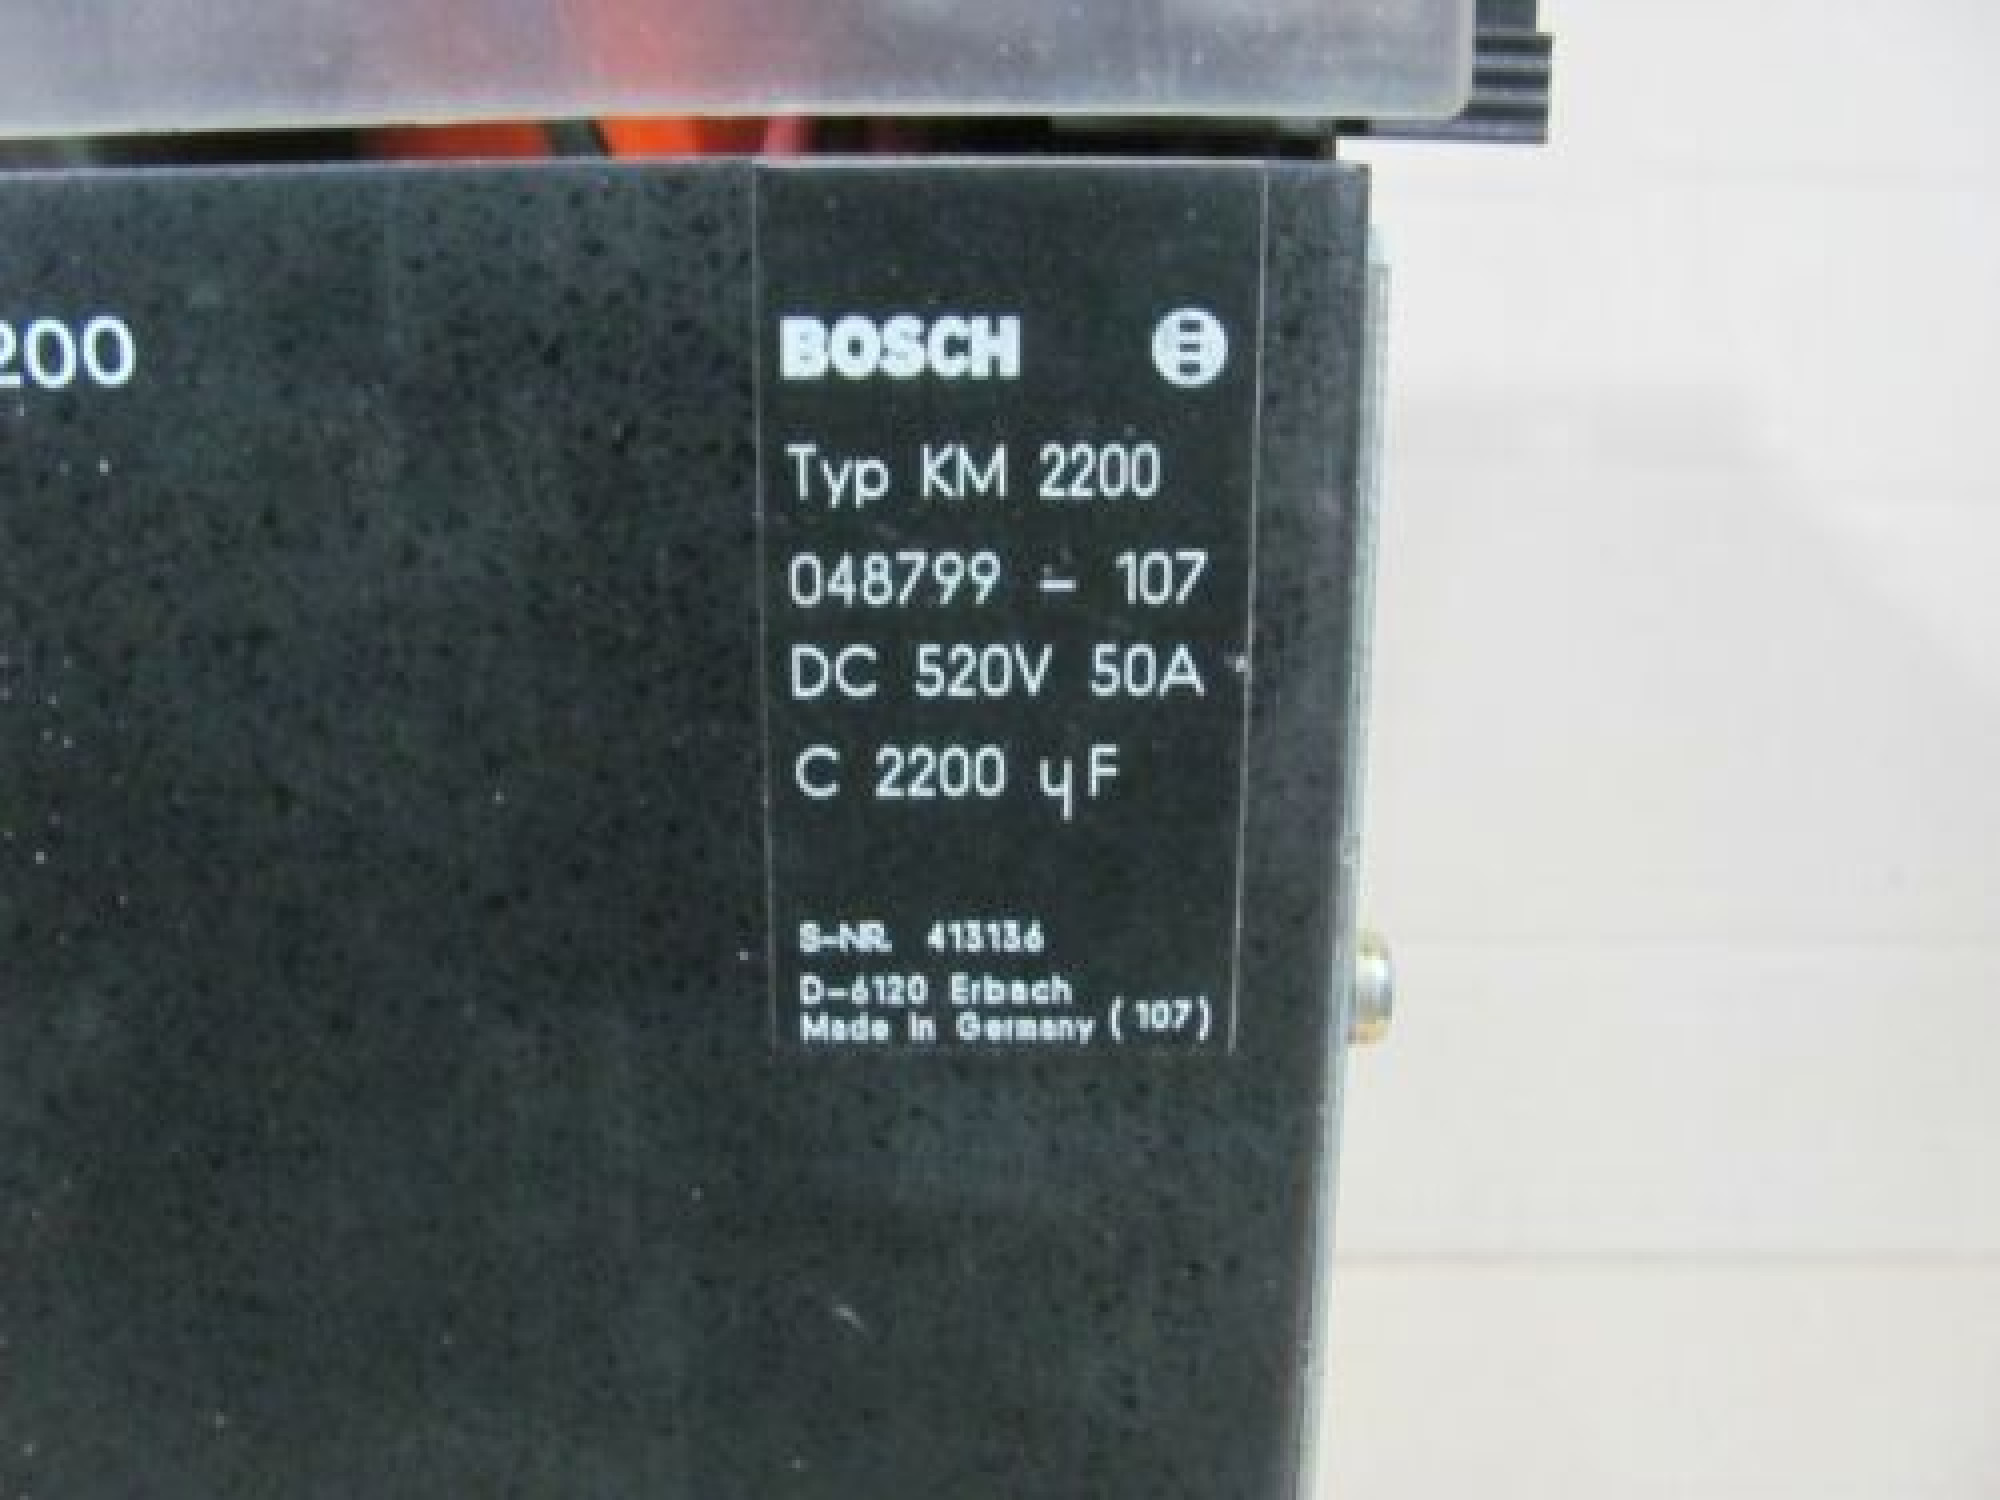 200
BOSCH
Typ KM 2200
048799 - 107
DC 520V 50A
C 2200 ɥF
S-NR. 413136
D-6120 Erbach
Made in Germany (107)